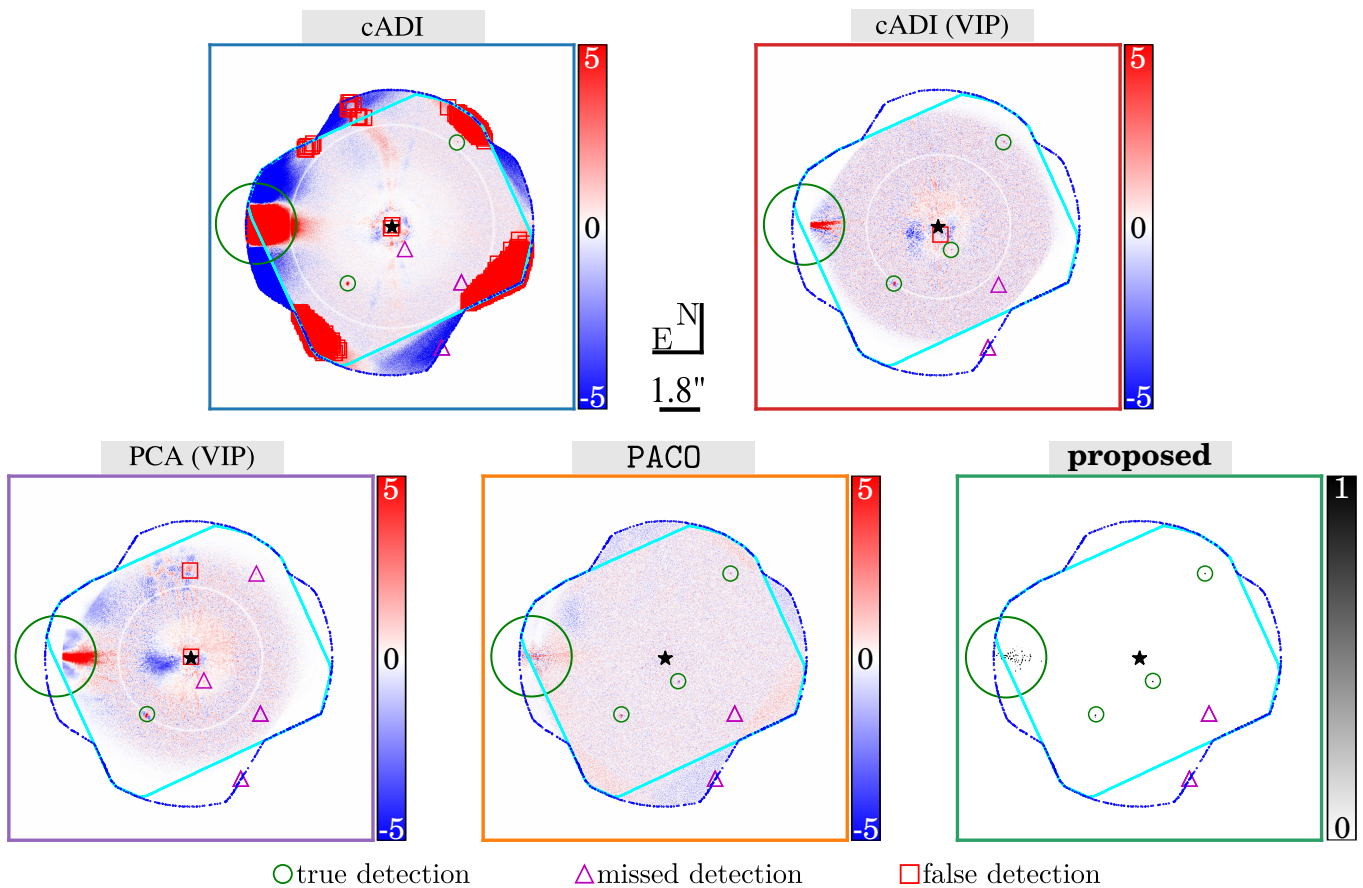 cADI
cADI (VIP)
5
0
-5
5
0
-5
N
E
1.8"
PCA (VIP)
PACO
proposed
5
0
-5
5
0
-5
1
0
true detection
missed detection
false detection